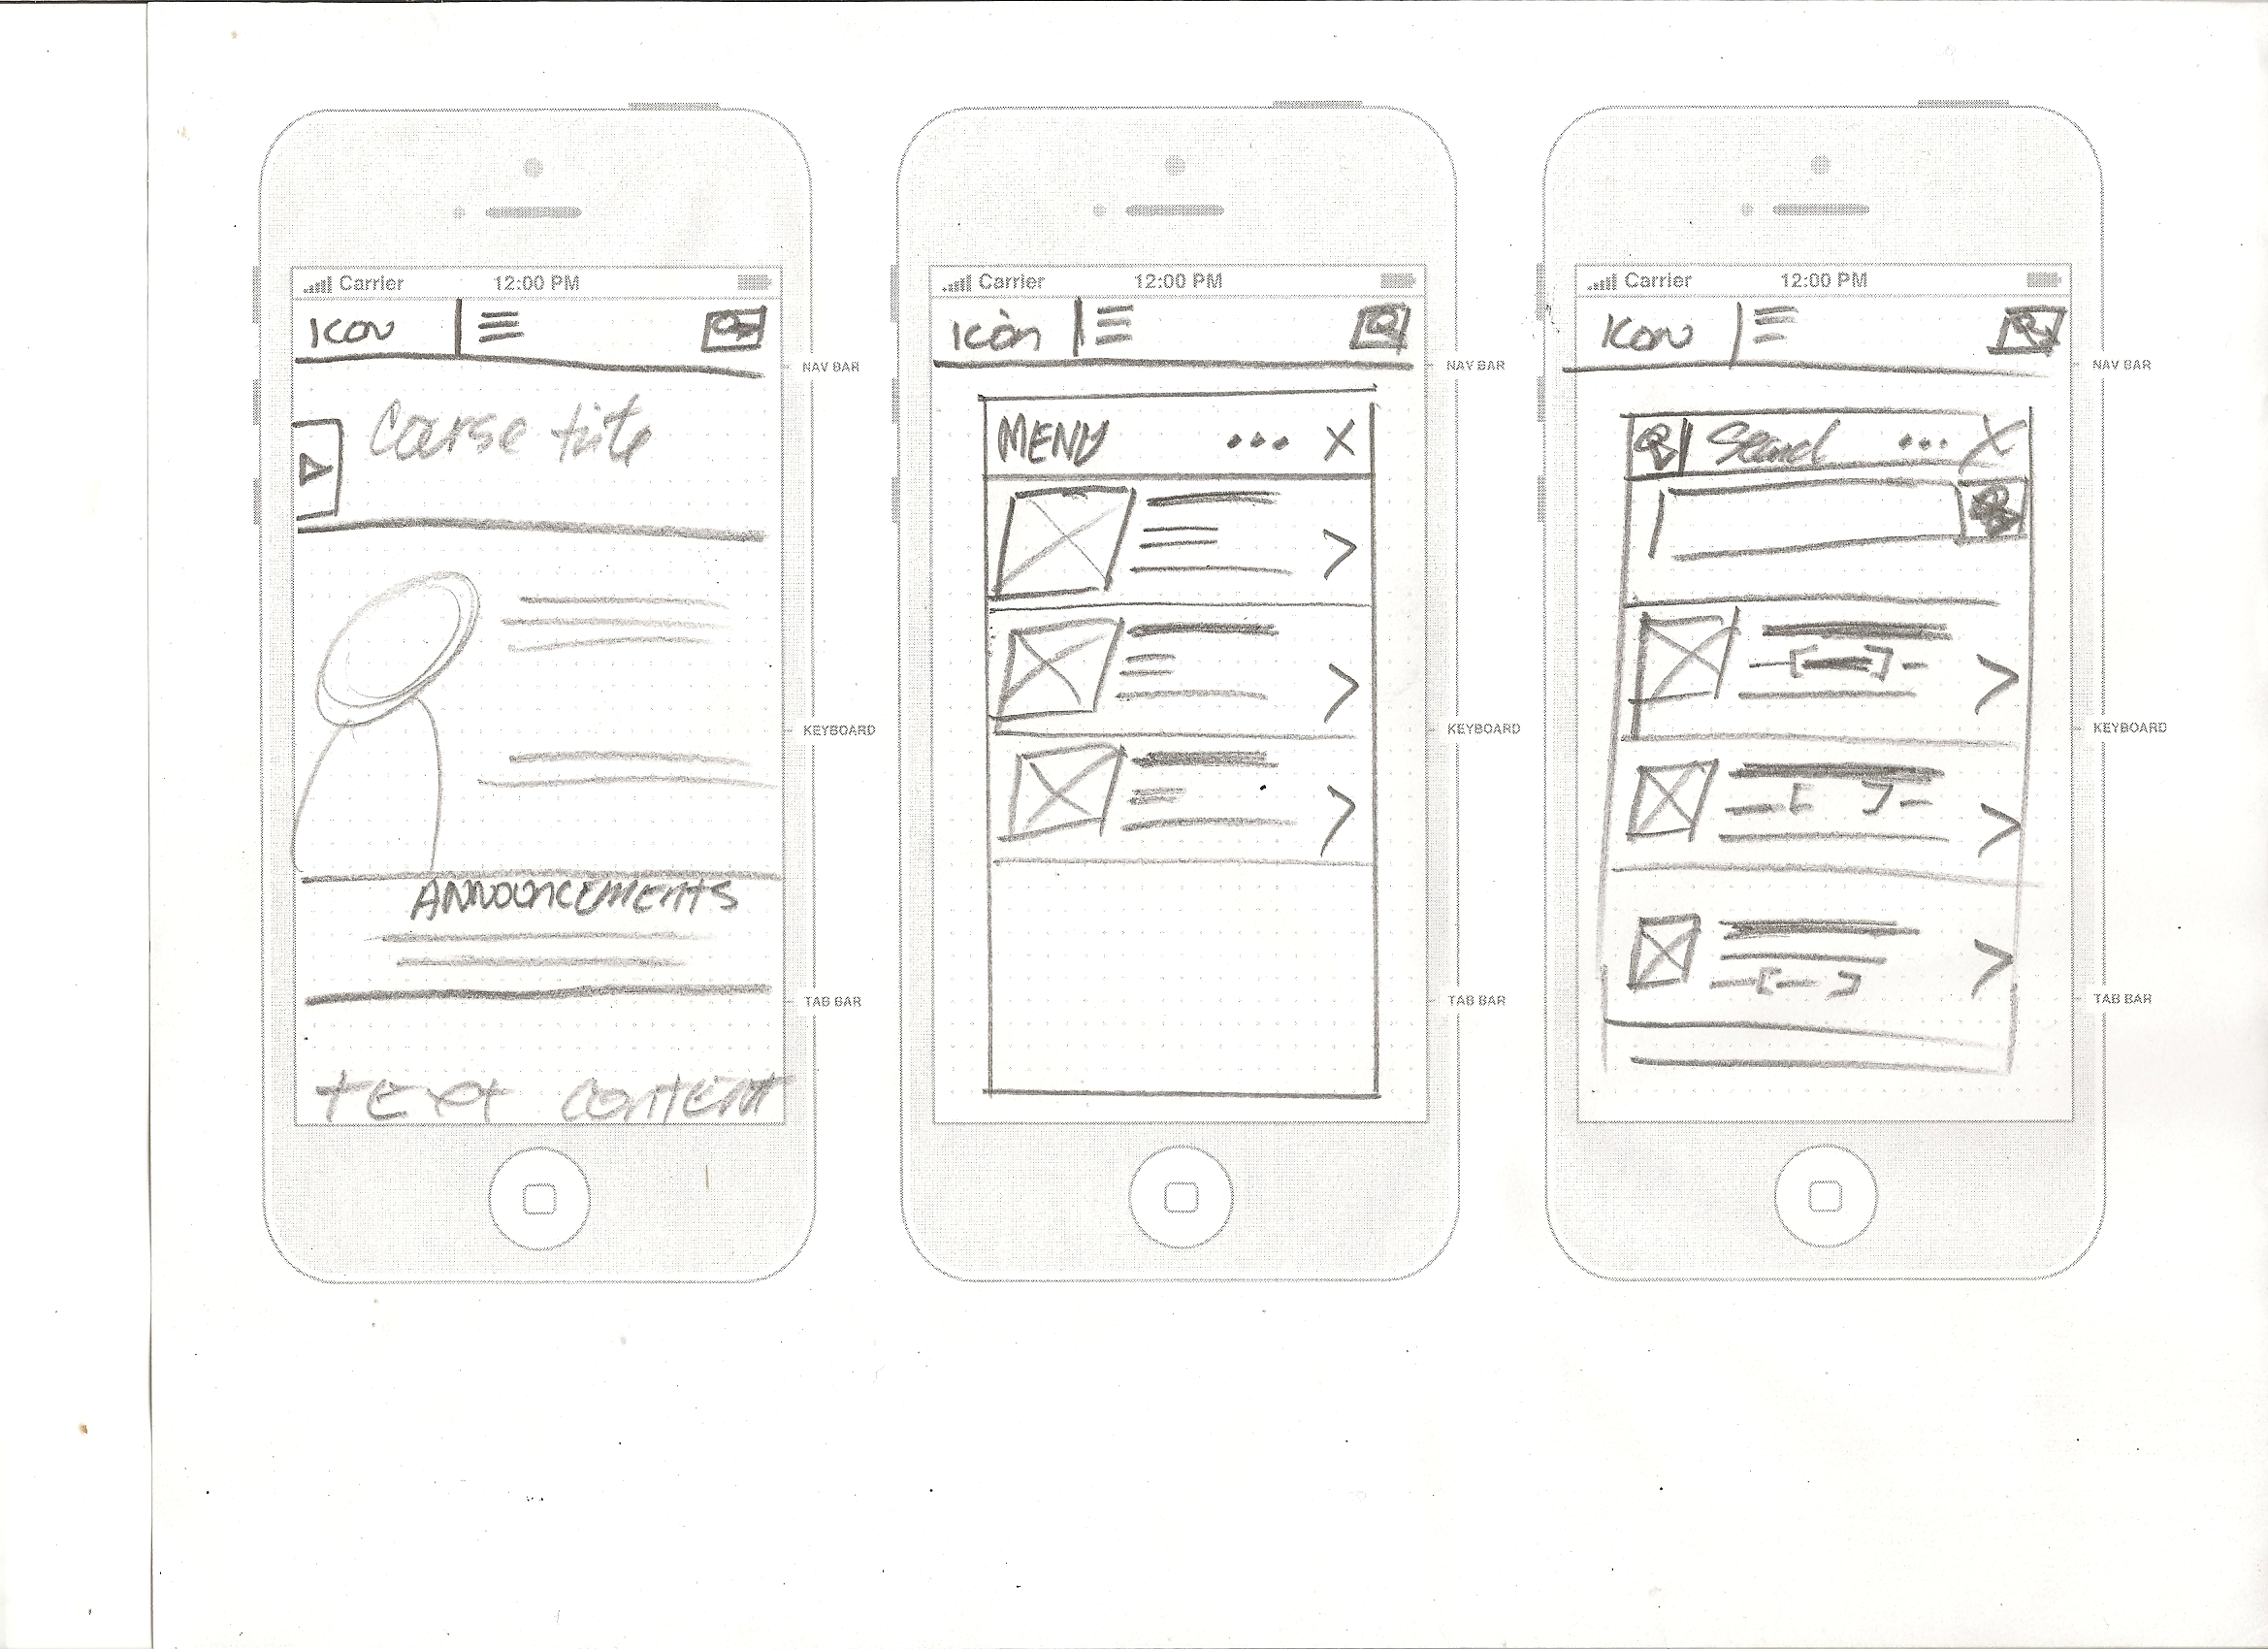 Carrier 12:00 PM
Icon
NAV BAR
Course title
KEYBOARD
ANNOUNCEMENTS
TAB BAR
text content
Carrier 12:00 PM
Icon
NAV BAR
MENU ... X
KEYBOARD
TAB BAR
Carrier 12:00 PM
Icon
NAV BAR
... X
KEYBOARD
TAB BAR